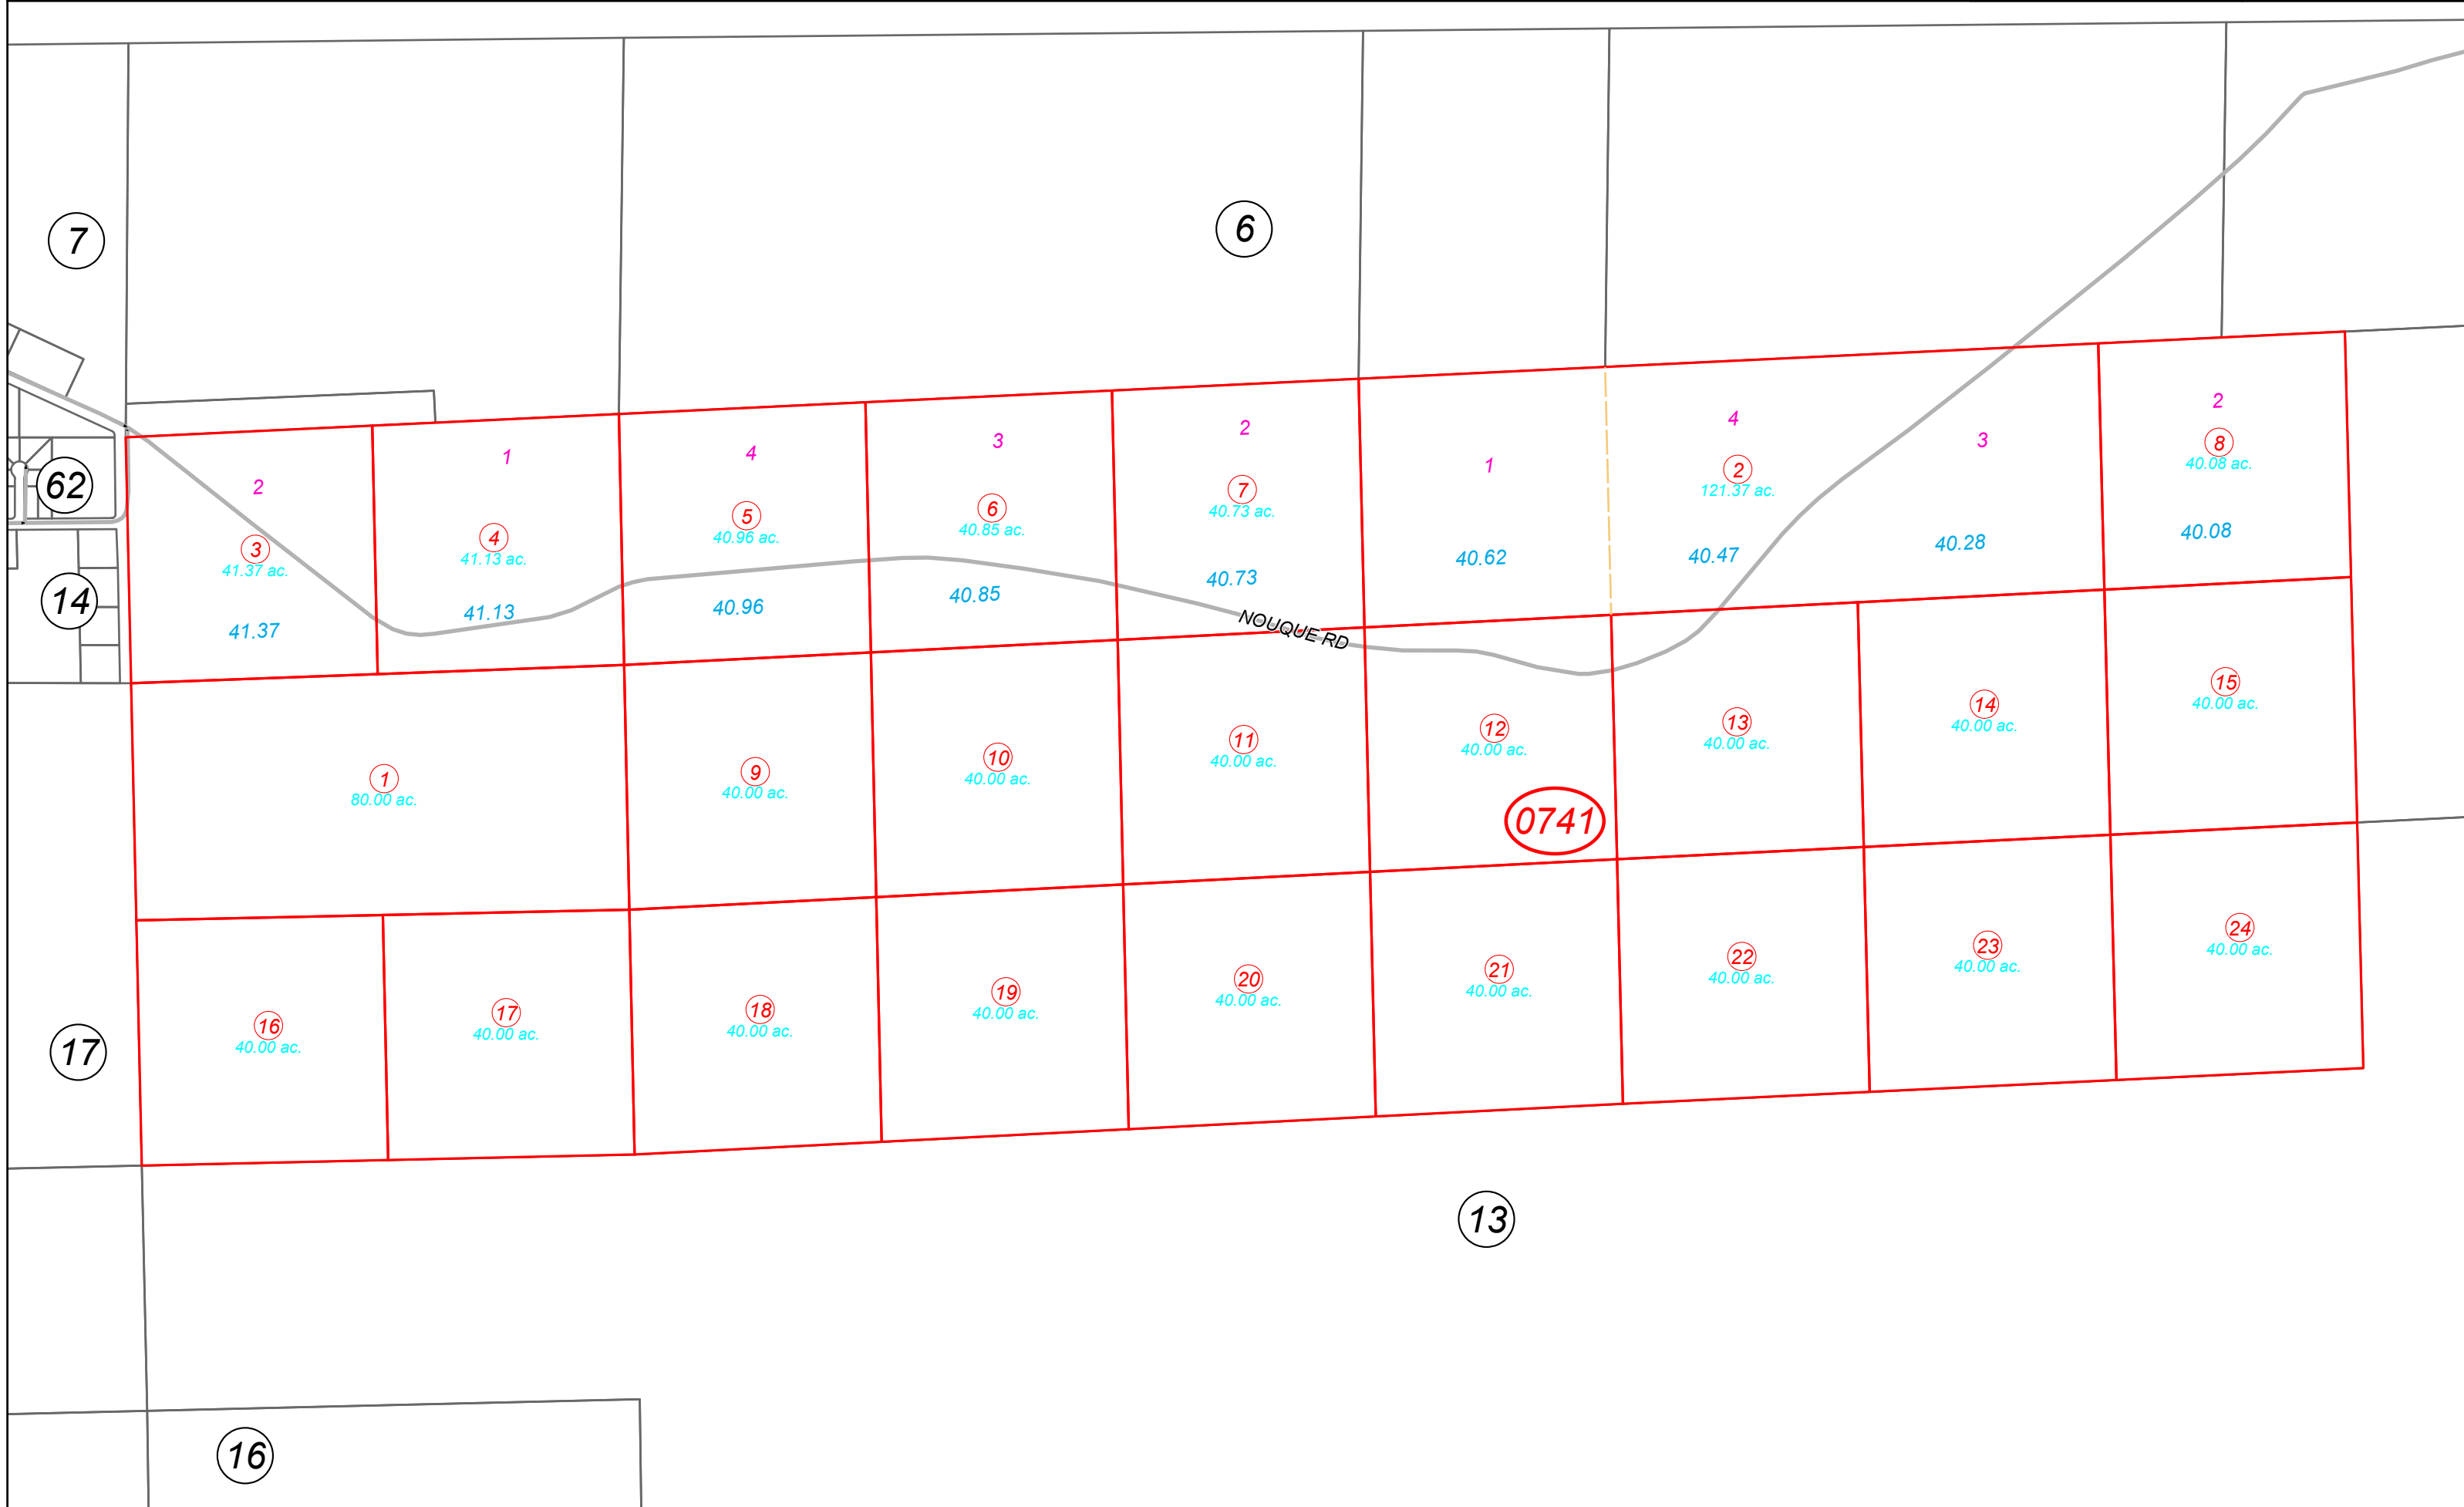 7
6
62
14
2
3
41.37 ac.
41.37
1
4
41.13 ac.
41.13
4
5
40.96 ac.
40.96
3
6
40.85 ac.
40.85
2
7
40.73 ac.
40.73
NOUQUE RD
1
40.62
4
2
121.37 ac.
40.47
3
40.28
2
8
40.08 ac.
40.08
1
80.00 ac.
9
40.00 ac.
10
40.00 ac.
11
40.00 ac.
12
40.00 ac.
13
40.00 ac.
14
40.00 ac.
15
40.00 ac.
0741
17
16
40.00 ac.
17
40.00 ac.
18
40.00 ac.
19
40.00 ac.
20
40.00 ac.
21
40.00 ac.
22
40.00 ac.
23
40.00 ac.
24
40.00 ac.
13
16